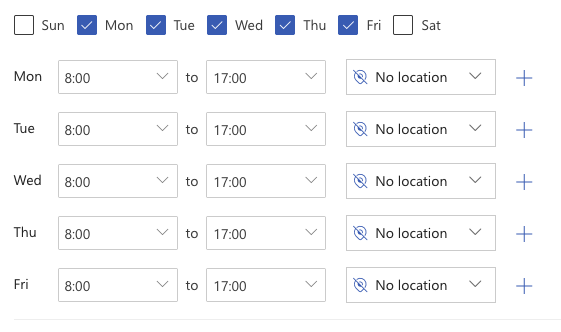 Sun Mon Tue Wed Thu Fri Sat
Mon 8:00 to 17:00 No location
Tue 8:00 to 17:00 No location
Wed 8:00 to 17:00 No location
Thu 8:00 to 17:00 No location
Fri 8:00 to 17:00 No location